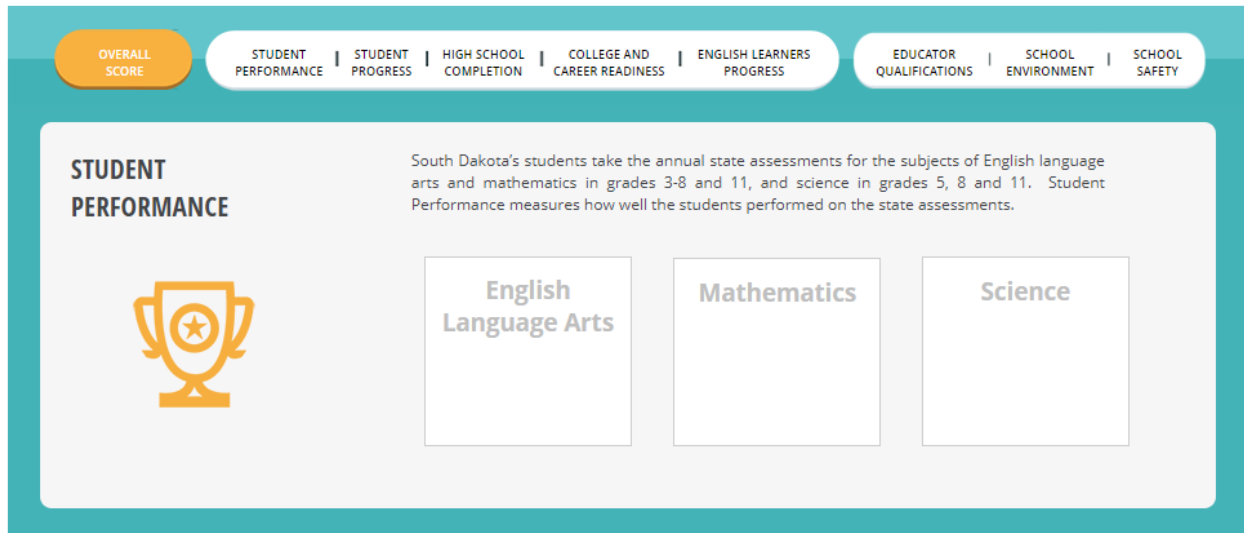 OVERALL
SCORE
STUDENT
PERFORMANCE
|
STUDENT
PROGRESS
|
HIGH SCHOOL
COMPLETION
|
COLLEGE AND
CAREER READINESS
|
ENGLISH LEARNERS
PROGRESS
EDUCATOR
QUALIFICATIONS
|
SCHOOL
ENVIRONMENT
|
SCHOOL
SAFETY
STUDENT
PERFORMANCE
South Dakota’s students take the annual state assessments for the subjects of English language
arts and mathematics in grades 3-8 and 11, and science in grades 5, 8 and 11. Student
Performance measures how well the students performed on the state assessments.
English
Language Arts
Mathematics
Science